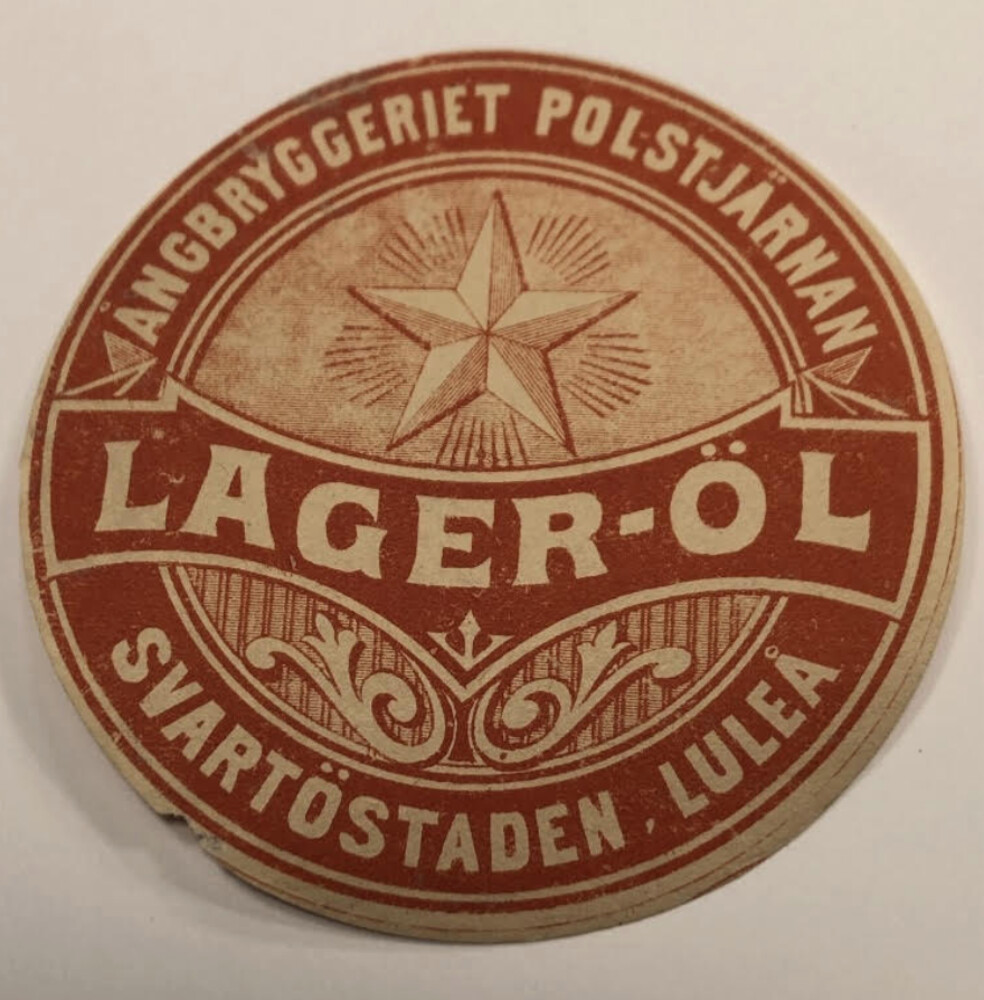 ÅNGBRYGGERIET POLSTJÄRNAN
LAGER-ÖL
SVARTÖSTADEN, LULEÅ